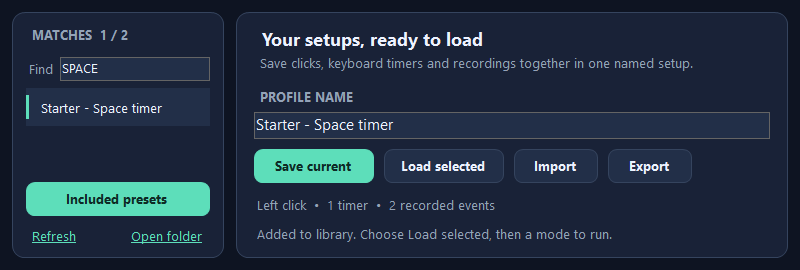 MATCHES 1 / 2
Find SPACE
Starter - Space timer
Included presets
Refresh Open folder
Your setups, ready to load
Save clicks, keyboard timers and recordings together in one named setup.
PROFILE NAME
Starter - Space timer
Save current Load selected Import Export
Left click • 1 timer • 2 recorded events
Added to library. Choose Load selected, then a mode to run.